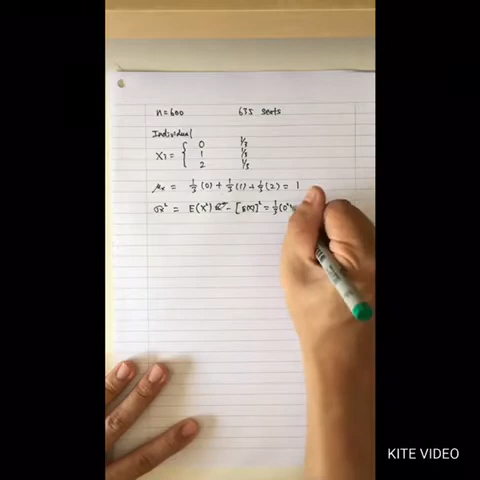 n=600 635 seats
Individual
X₁ = { 0 1/3
1 1/3
2 1/3
μₓ = 1/3 (0) + 1/3 (1) + 1/3 (2) = 1
σx² = E(X²) - [E(X)]² = 1/3(0²)
KITE VIDEO